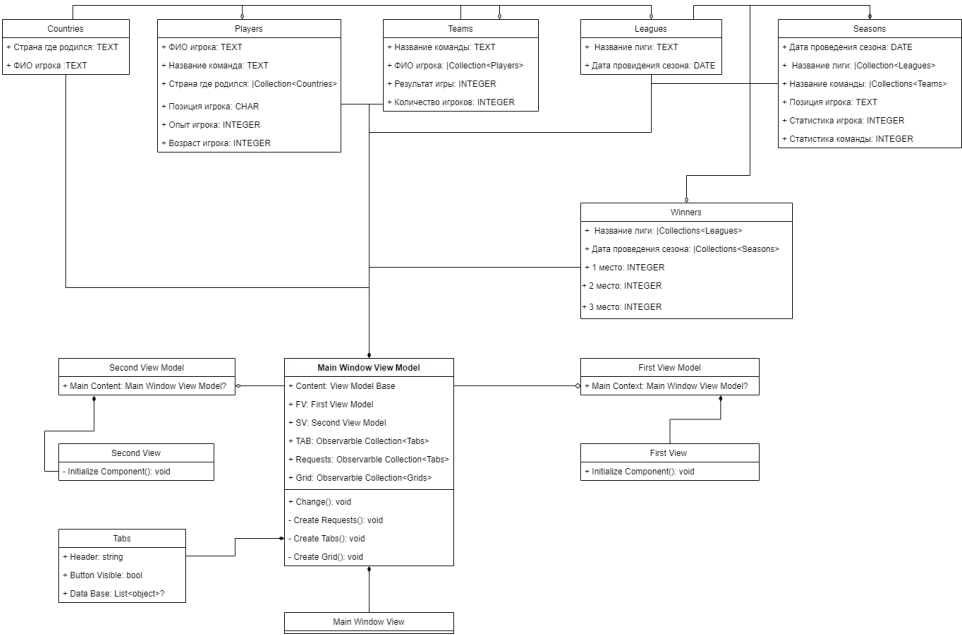 Countries
+ Страна где родился: TEXT
+ ФИО игрока :TEXT
Players
+ ФИО игрока: TEXT
+ Название команда: TEXT
+ Страна где родился: |Collection<Countries>
+ Позиция игрока: CHAR
+ Опыт игрока: INTEGER
+ Возраст игрока: INTEGER
Teams
+ Название команды: TEXT
+ ФИО игрока: |Collection<Players>
+ Результат игры: INTEGER
+ Количество игроков: INTEGER
Leagues
+ Название лиги: TEXT
+ Дата провидения сезона: DATE
Seasons
+ Дата проведения сезона: DATE
+ Название лиги: |Collection<Leagues>
+ Название команды: |Collections<Teams>
+ Позиция игрока: TEXT
+ Статистика игрока: INTEGER
+ Статистика команды: INTEGER
Winners
+ Название лиги: |Collections<Leagues>
+ Дата проведения сезона: |Collections<Seasons>
+ 1 место: INTEGER
+ 2 место: INTEGER
+ 3 место: INTEGER
Second View Model
+ Main Content: Main Window View Model?
Main Window View Model
+ Content: View Model Base
+ FV: First View Model
+ SV: Second View Model
+ TAB: Observarble Collection<Tabs>
+ Requests: Observarble Collection<Tabs>
+ Grid: Observarble Collection<Grids>
+ Change(): void
- Create Requests(): void
- Create Tabs(): void
- Create Grid(): void
First View Model
+ Main Context: Main Window View Model?
Second View
- Initialize Component(): void
First View
+ Initialize Component(): void
Tabs
+ Header: string
+ Button Visible: bool
+ Data Base: List<object>?
Main Window View